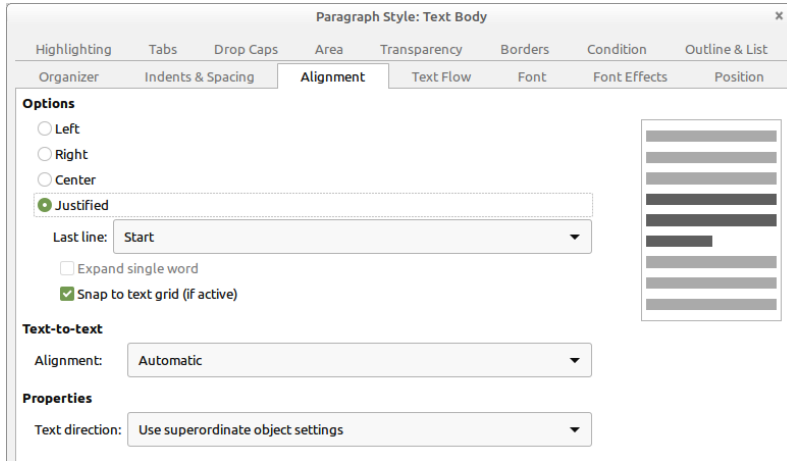 Paragraph Style: Text Body
Highlighting Tabs Drop Caps Area Transparency Borders Condition Outline & List
Organizer Indents & Spacing Alignment Text Flow Font Font Effects Position
Options
Left
Right
Center
Justified
Last line: Start
Expand single word
Snap to text grid (if active)
Text-to-text
Alignment: Automatic
Properties
Text direction: Use superordinate object settings